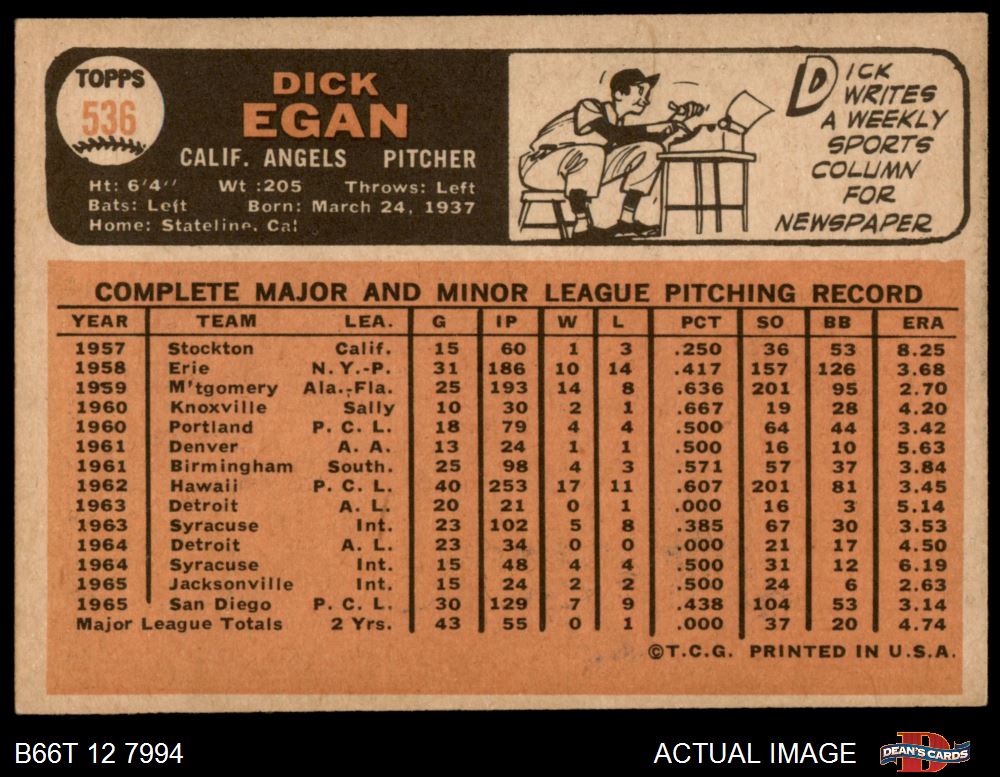 TOPPS
536
DICK
EGAN
CALIF. ANGELS PITCHER
Ht: 6'4" Wt :205 Throws: Left
Bats: Left Born: March 24, 1937
Home: Stateline, Cal
DICK
WRITES
A WEEKLY
SPORTS
COLUMN
FOR
NEWSPAPER
COMPLETE MAJOR AND MINOR LEAGUE PITCHING RECORD
YEAR TEAM LEA. G IP W L PCT SO BB ERA
1957 Stockton Calif. 15 60 1 3 .250 36 53 8.25
1958 Erie N.Y.-P. 31 186 10 14 .417 157 126 3.68
1959 M'tgomery Ala.-Fla. 25 193 14 8 .636 201 95 2.70
1960 Knoxville Sally 10 30 2 1 .667 19 28 4.20
1960 Portland P. C. L. 18 79 4 4 .500 64 44 3.42
1961 Denver A. A. 13 24 1 1 .500 16 10 5.63
1961 Birmingham South. 25 98 4 3 .571 57 37 3.84
1962 Hawaii P. C. L. 40 253 17 11 .607 201 81 3.45
1963 Detroit A. L. 20 21 0 1 .000 16 3 5.14
1963 Syracuse Int. 23 102 5 8 .385 67 30 3.53
1964 Detroit A. L. 23 34 0 0 .000 21 17 4.50
1964 Syracuse Int. 15 48 4 4 .500 31 12 6.19
1965 Jacksonville Int. 15 24 2 2 .500 24 6 2.63
1965 San Diego P. C. L. 30 129 7 9 .438 104 53 3.14
Major League Totals 2 Yrs. 43 55 0 1 .000 37 20 4.74
©T.C.G. PRINTED IN U.S.A.
B66T 12 7994
ACTUAL IMAGE
DEAN'S CARDS